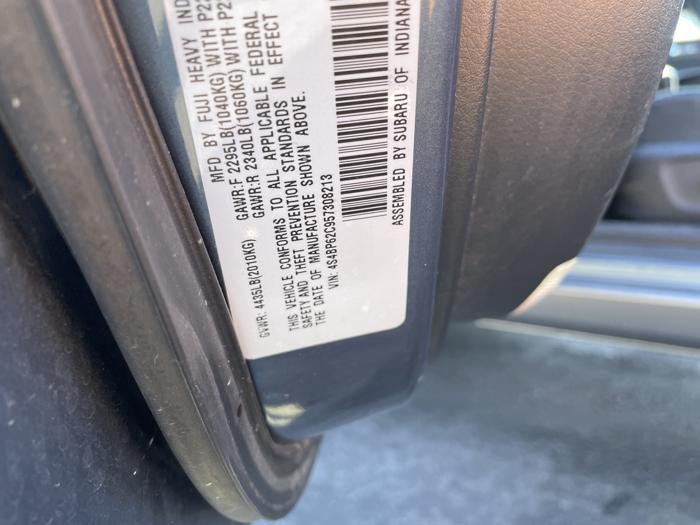 MFD BY FUJI HEAVY IND
GVWR: 4435LB(2010KG) GAWR:F 2295LB(1040KG) WITH P22
GAWR:R 2340LB(1060KG) WITH P2
THIS VEHICLE CONFORMS TO ALL APPLICABLE FEDERAL
SAFETY AND THEFT PREVENTION STANDARDS IN EFFECT
THE DATE OF MANUFACTURE SHOWN ABOVE.
VIN: 4S4BP62C957308213
ASSEMBLED BY SUBARU OF INDIANA